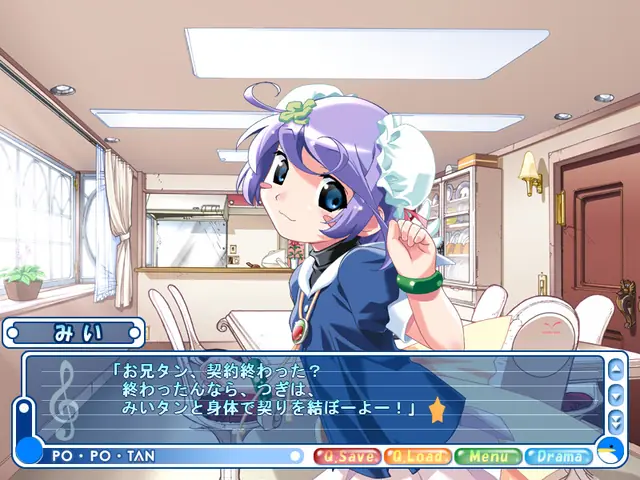 みい
「お兄タン、契約終わった?
終わったんなら、つぎは、
みいタンと身体で契りを結ぼーよー!」
PO・PO・TAN
Q.Save. Q.Load. Menu. Drama.